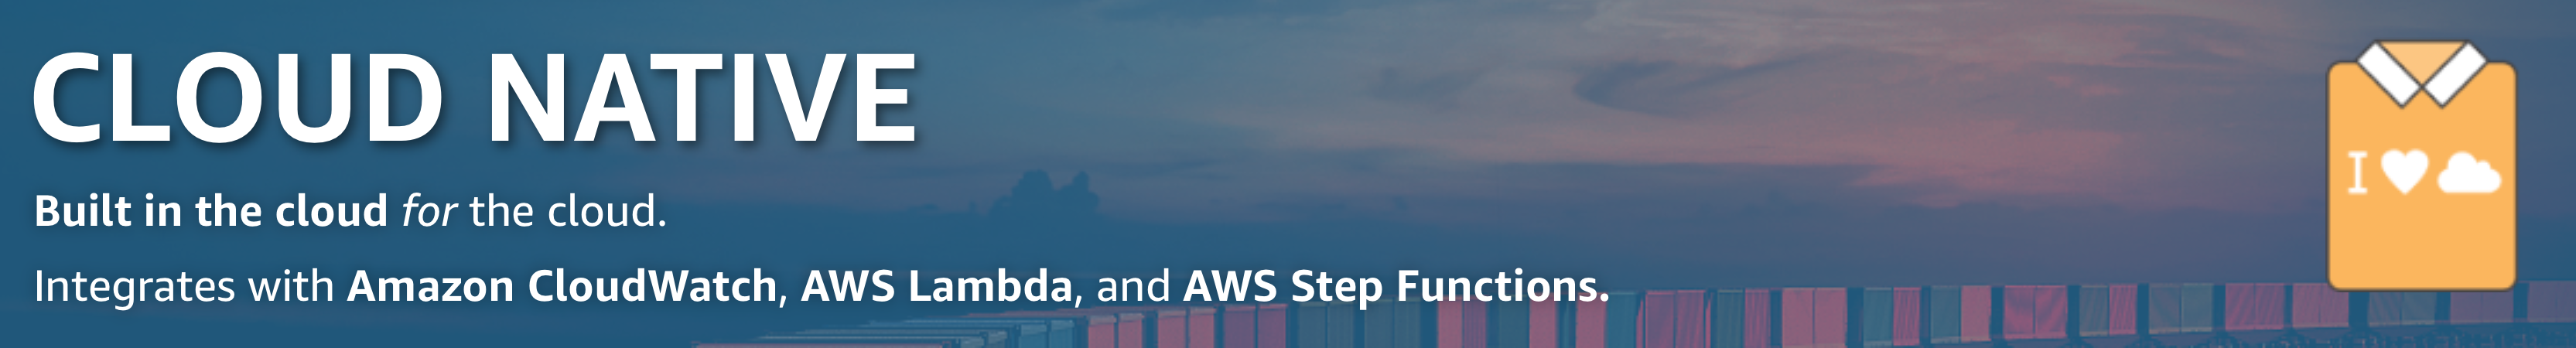 CLOUD NATIVE
Built in the cloud for the cloud.
Integrates with Amazon CloudWatch, AWS Lambda, and AWS Step Functions.
I